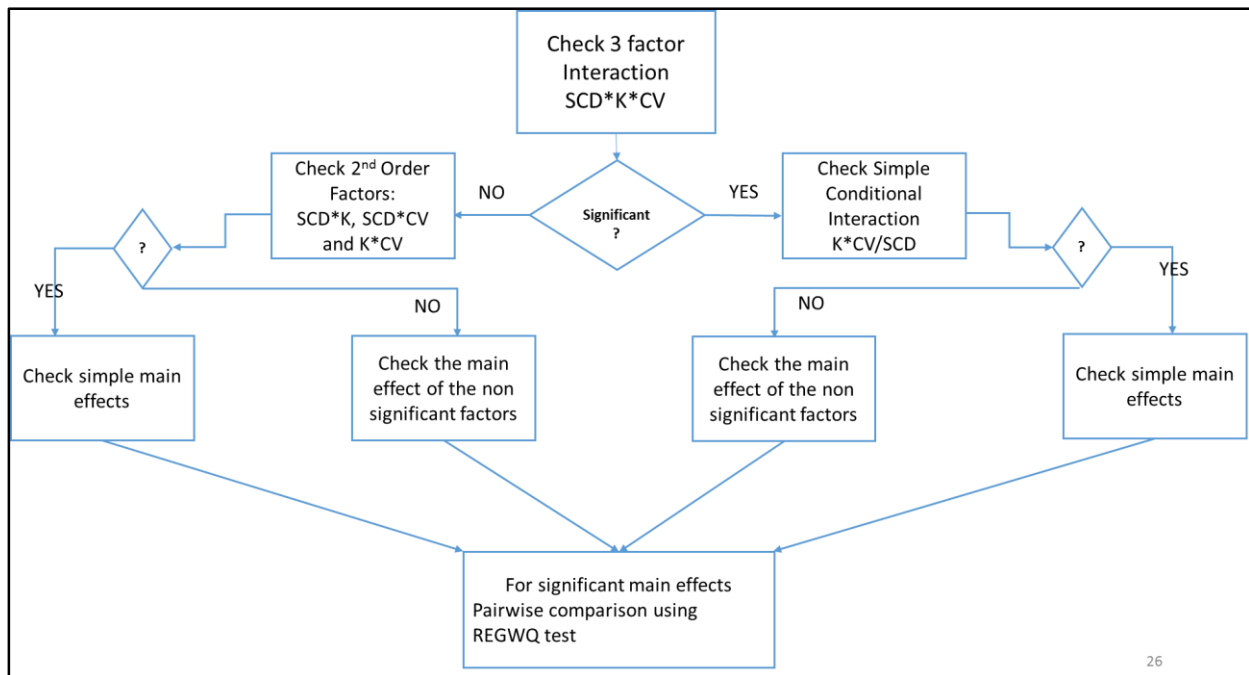 Check 3 factor
Interaction
SCD*K*CV
Check 2nd Order
Factors:
SCD*K, SCD*CV
and K*CV
NO
Significant
?
YES
Check Simple
Conditional
Interaction
K*CV/SCD
?
?
YES
NO
NO
YES
Check simple main
effects
Check the main
effect of the non
significant factors
Check the main
effect of the non
significant factors
Check simple main
effects
For significant main effects
Pairwise comparison using
REGWQ test
26